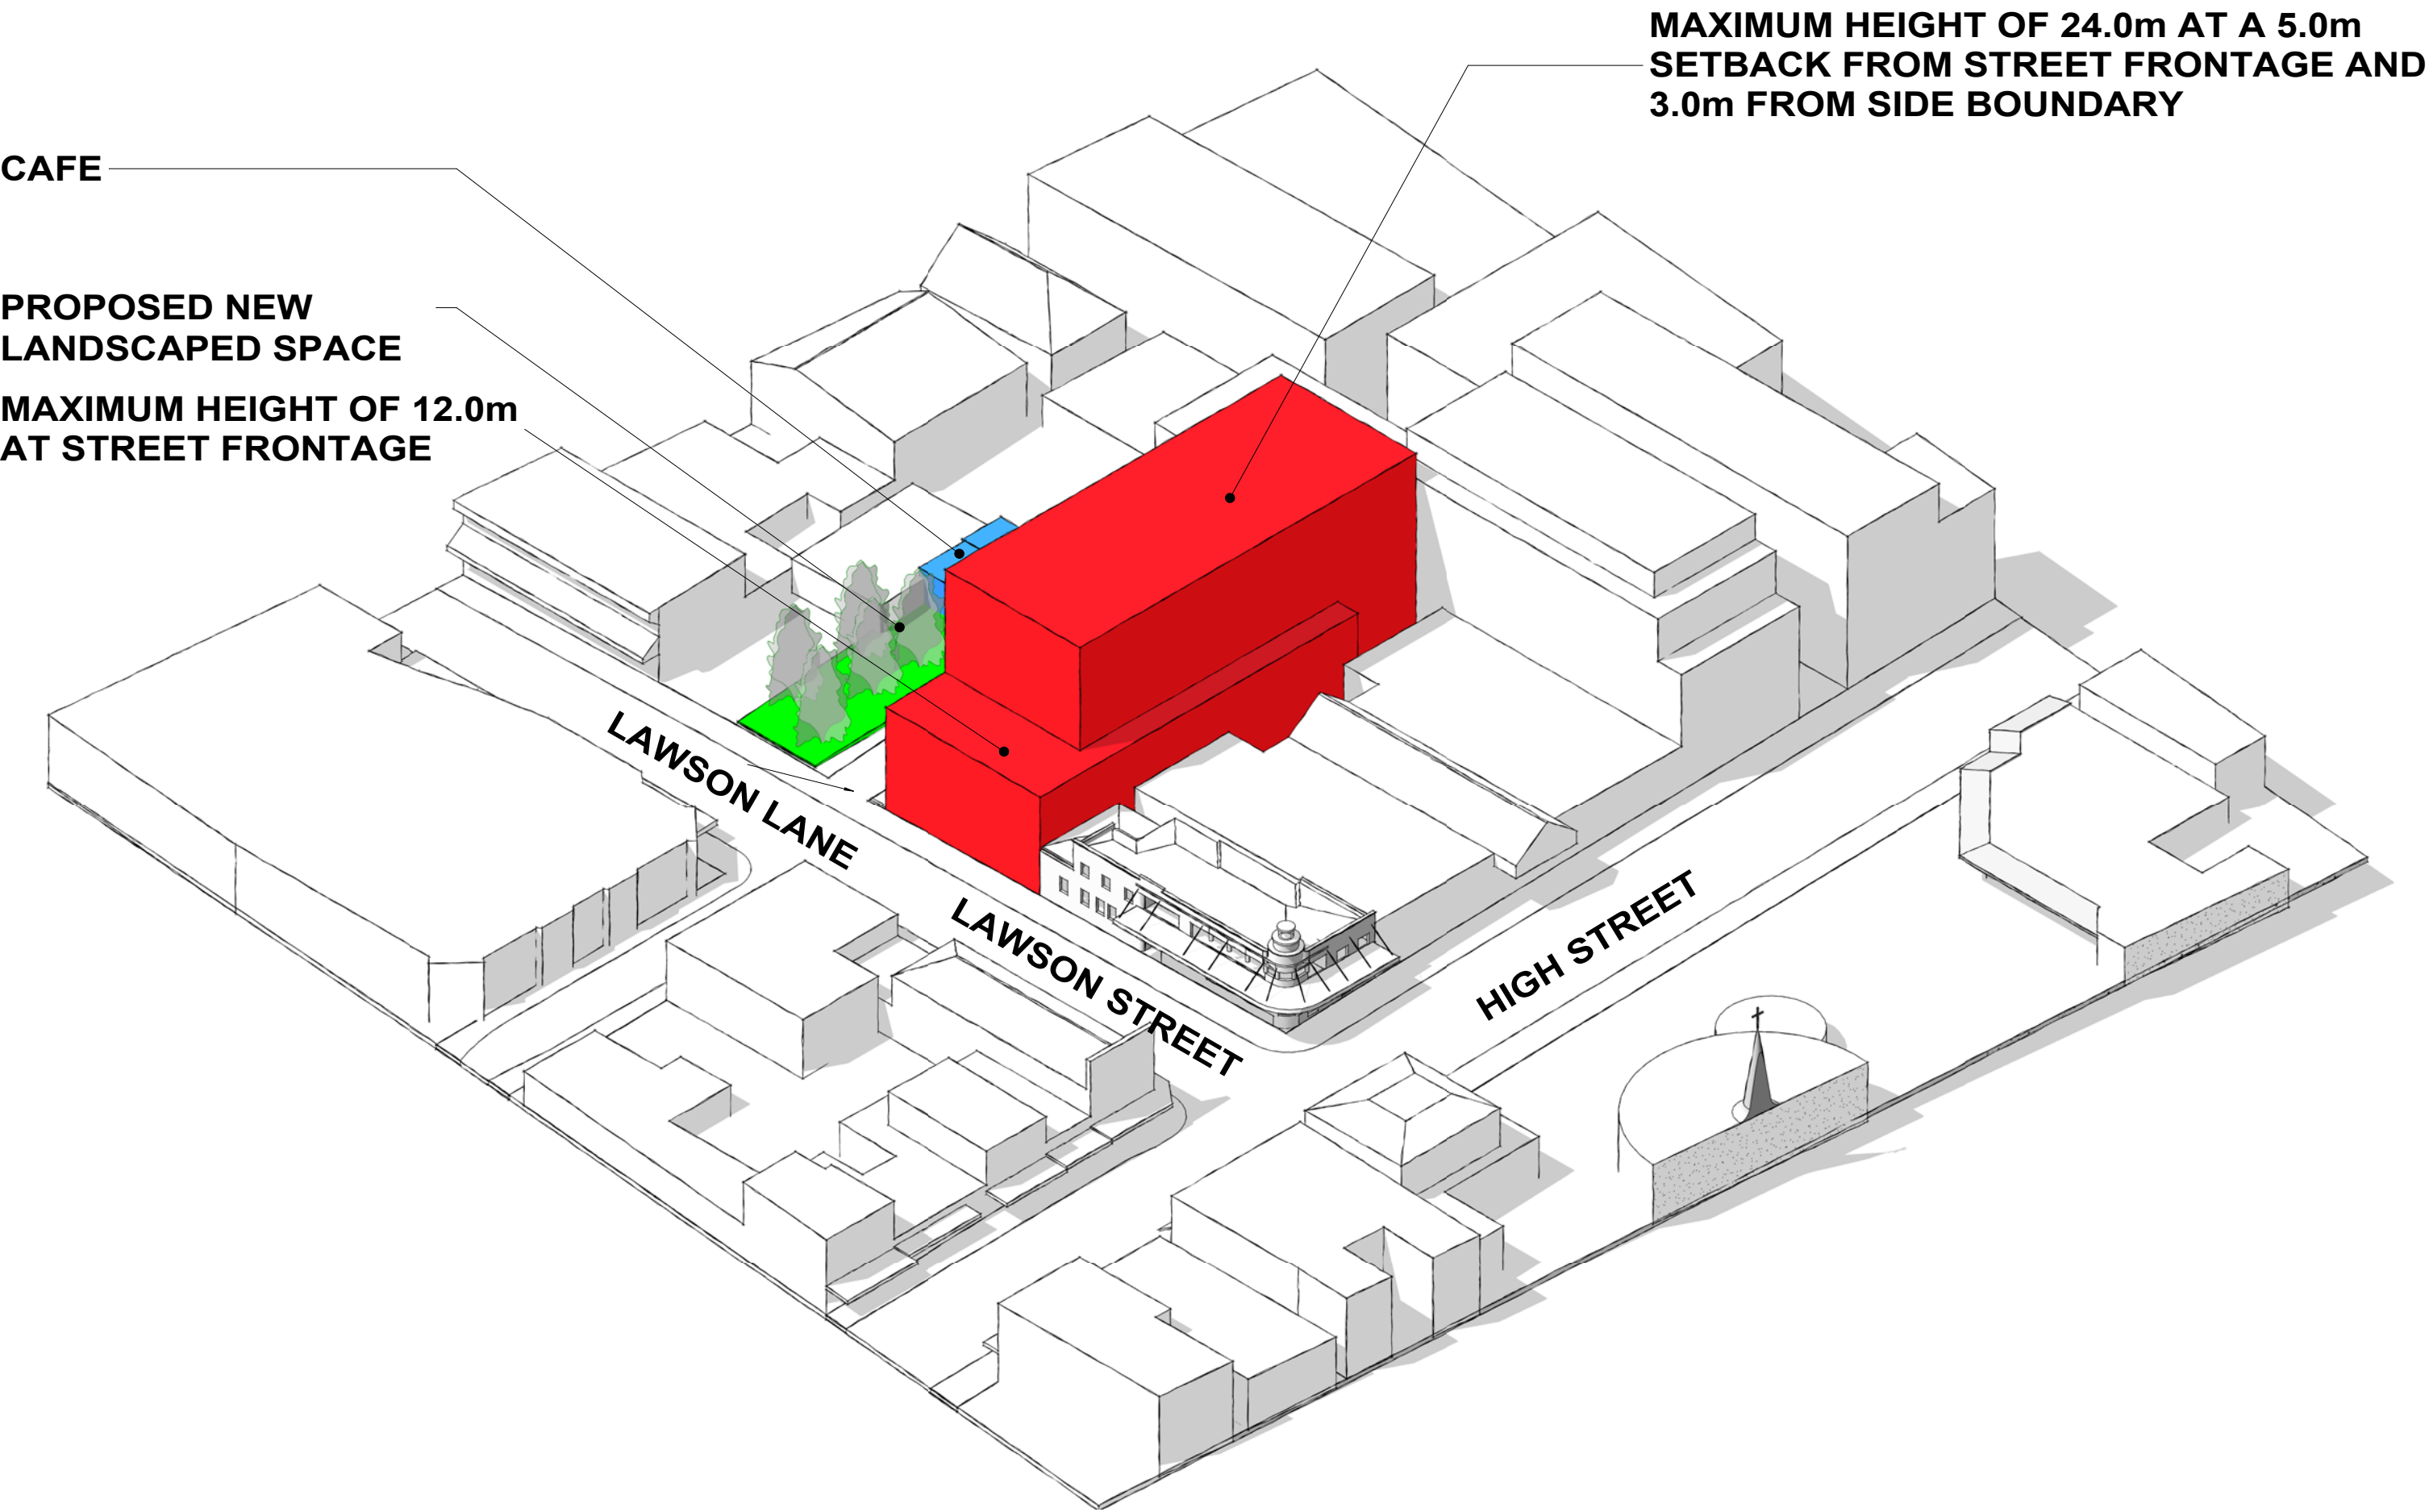 MAXIMUM HEIGHT OF 24.0m AT A 5.0m
SETBACK FROM STREET FRONTAGE AND
3.0m FROM SIDE BOUNDARY
CAFE
PROPOSED NEW
LANDSCAPED SPACE
MAXIMUM HEIGHT OF 12.0m
AT STREET FRONTAGE
LAWSON LANE
LAWSON STREET
HIGH STREET